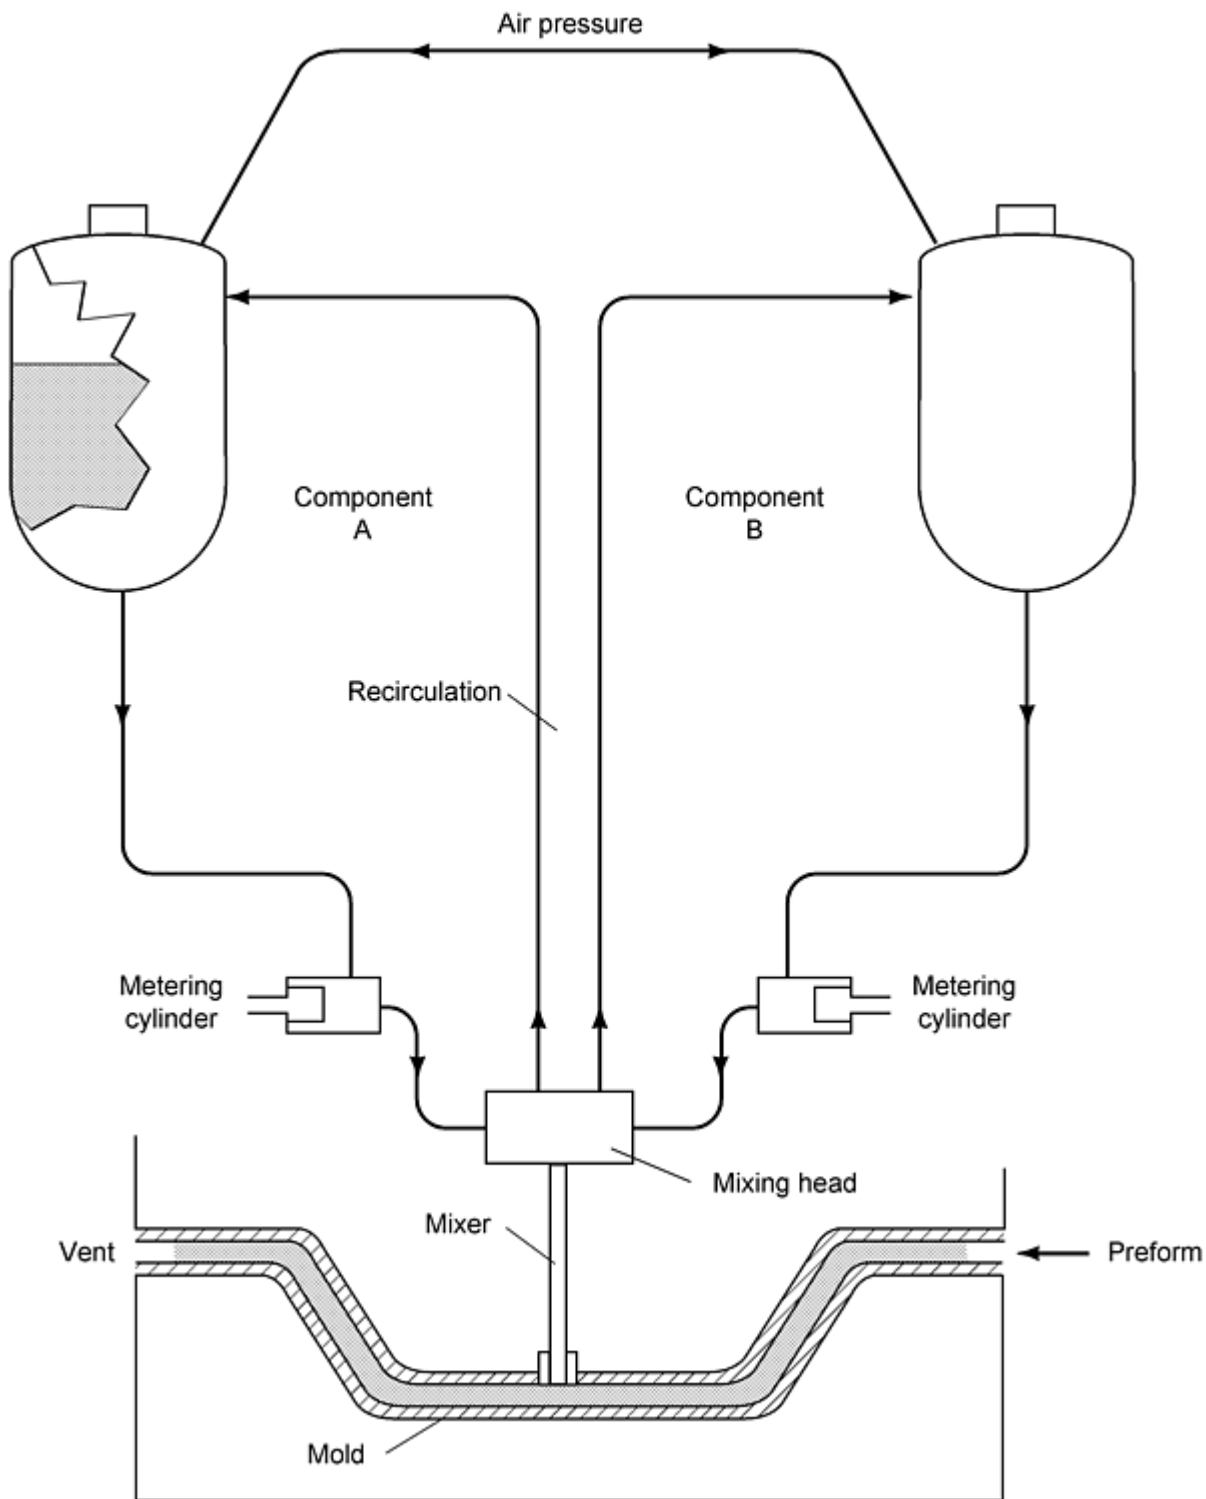 Air pressure
Component
A
Component
B
Recirculation
Metering
cylinder
Metering
cylinder
Mixing head
Mixer
Vent
Preform
Mold